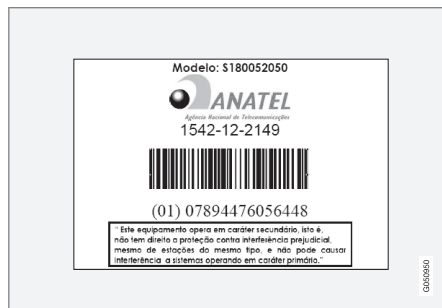 Modelo: S180052050
ANATEL
Agência Nacional de Telecomunicações
1542-12-2149
(01) 07894476056448
" Este equipamento opera em caráter secundário, isto é,
não tem direito a proteção contra interferência prejudicial,
mesmo de estações do mesmo tipo, e não pode causar
interferência a sistemas operando em caráter primário."
G050950